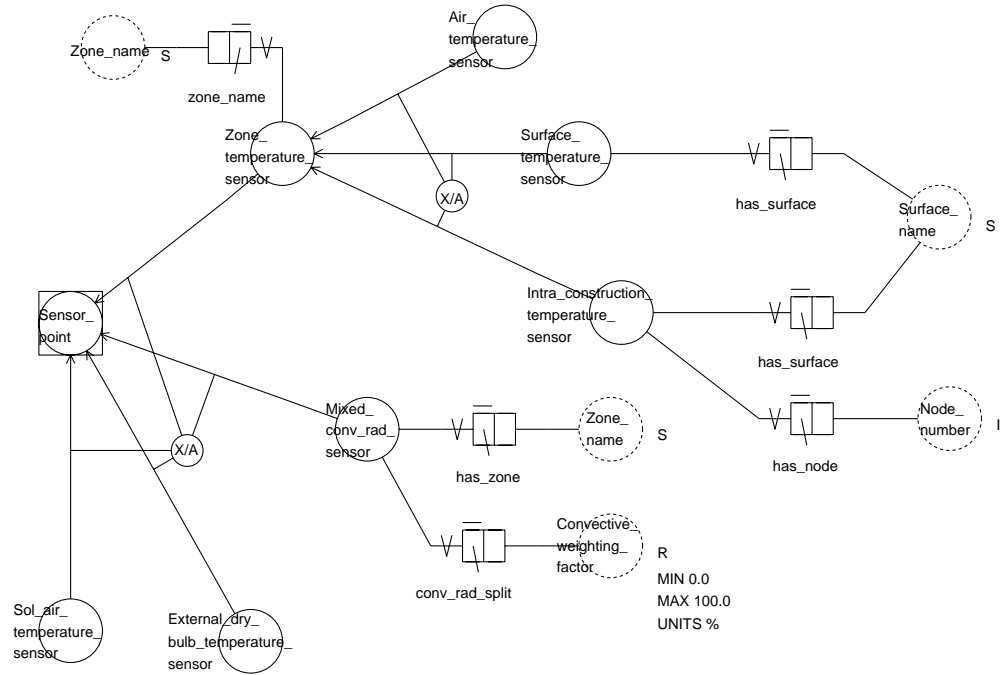 Air_
temperature_
sensor
Zone_name
S
zone_name
Zone_
temperature_
sensor
Surface_
temperature_
sensor
V
V
has_surface
X/A
Surface_
name
S
Sensor_
point
Intra_construction_
temperature_
sensor
V
has_surface
Mixed_
conv_rad_
sensor
V
has_zone
Zone_
name
S
V
has_node
Node_
number
I
X/A
V
conv_rad_split
Convective_
weighting_
factor
R
MIN 0.0
MAX 100.0
UNITS %
Sol_air_
temperature_
sensor
External_dry_
bulb_temperature_
sensor